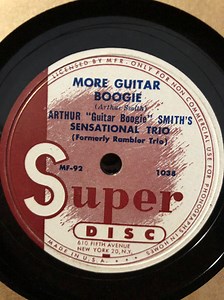 LICENSED BY MFR. ONLY FOR NON-COMMERCIAL USE ON PHONOGRAPHS IN HOMES
MORE GUITAR
BOOGIE
(Arthur Smith)
ARTHUR "Guitar Boogie" SMITH'S
SENSATIONAL TRIO
(Formerly Rambler Trio)
MF-92
1038
Super
DISC
610 FIFTH AVENUE
NEW YORK 20, N.Y.
MADE IN U.S.A.